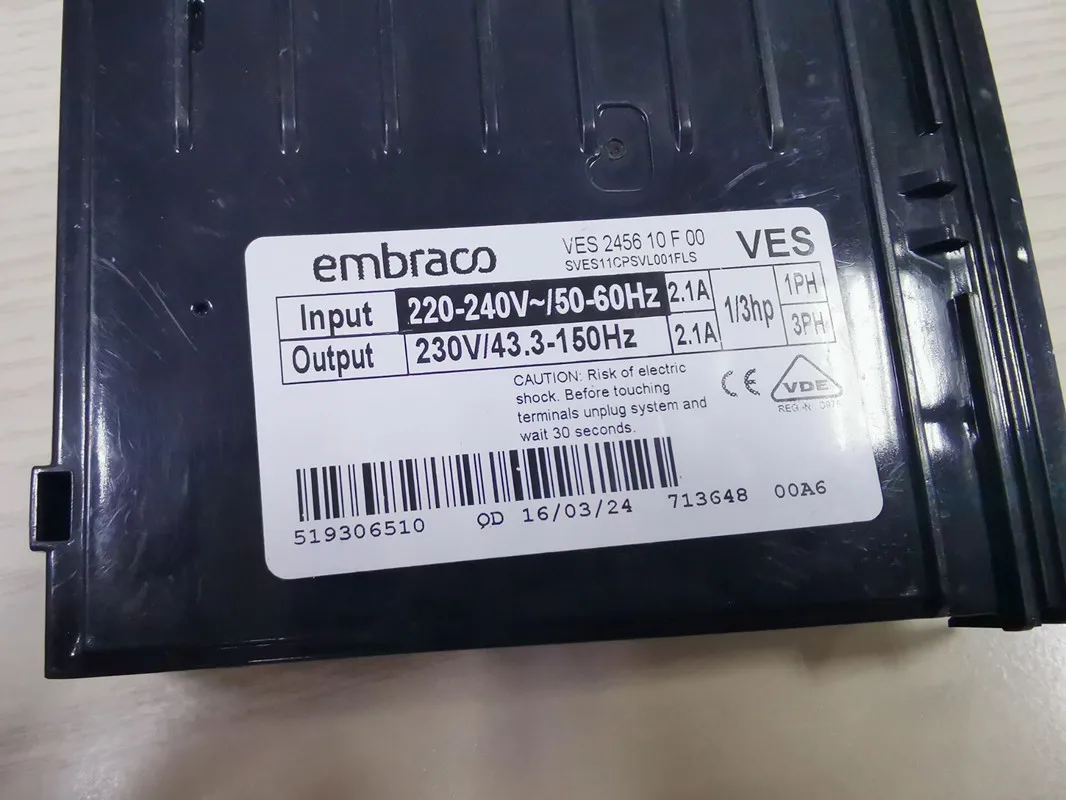 embraco
VES 2456 10 F 00
SVES11CPSVL001FLS
VES
Input 220-240V~/50-60Hz 2.1A 1/3hp 1PH
Output 230V/43.3-150Hz 2.1A 3PH
CAUTION: Risk of electric
shock. Before touching
terminals unplug system and
wait 30 seconds.
CE
VDE
REG.-N
519306510 QD 16/03/24 713648 00A6